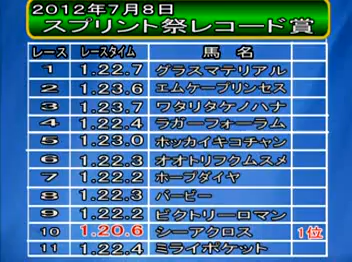 2012年7月8日
スプリント祭レコード賞
レース レースタイム 馬 名
1 1.22.7 グラスマテリアル
2 1.23.6 エムケープリンセス
3 1.23.7 ワタリタケノハナ
4 1.22.4 ラガーフォーラム
5 1.23.0 ホッカイキコチャン
6 1.22.3 オオトリフクムスメ
7 1.22.2 ホープダイヤ
8 1.22.3 バービー
9 1.22.2 ビクトリーロマン
10 1.20.6 シーアクロス 1位
11 1.22.4 ミライポケット